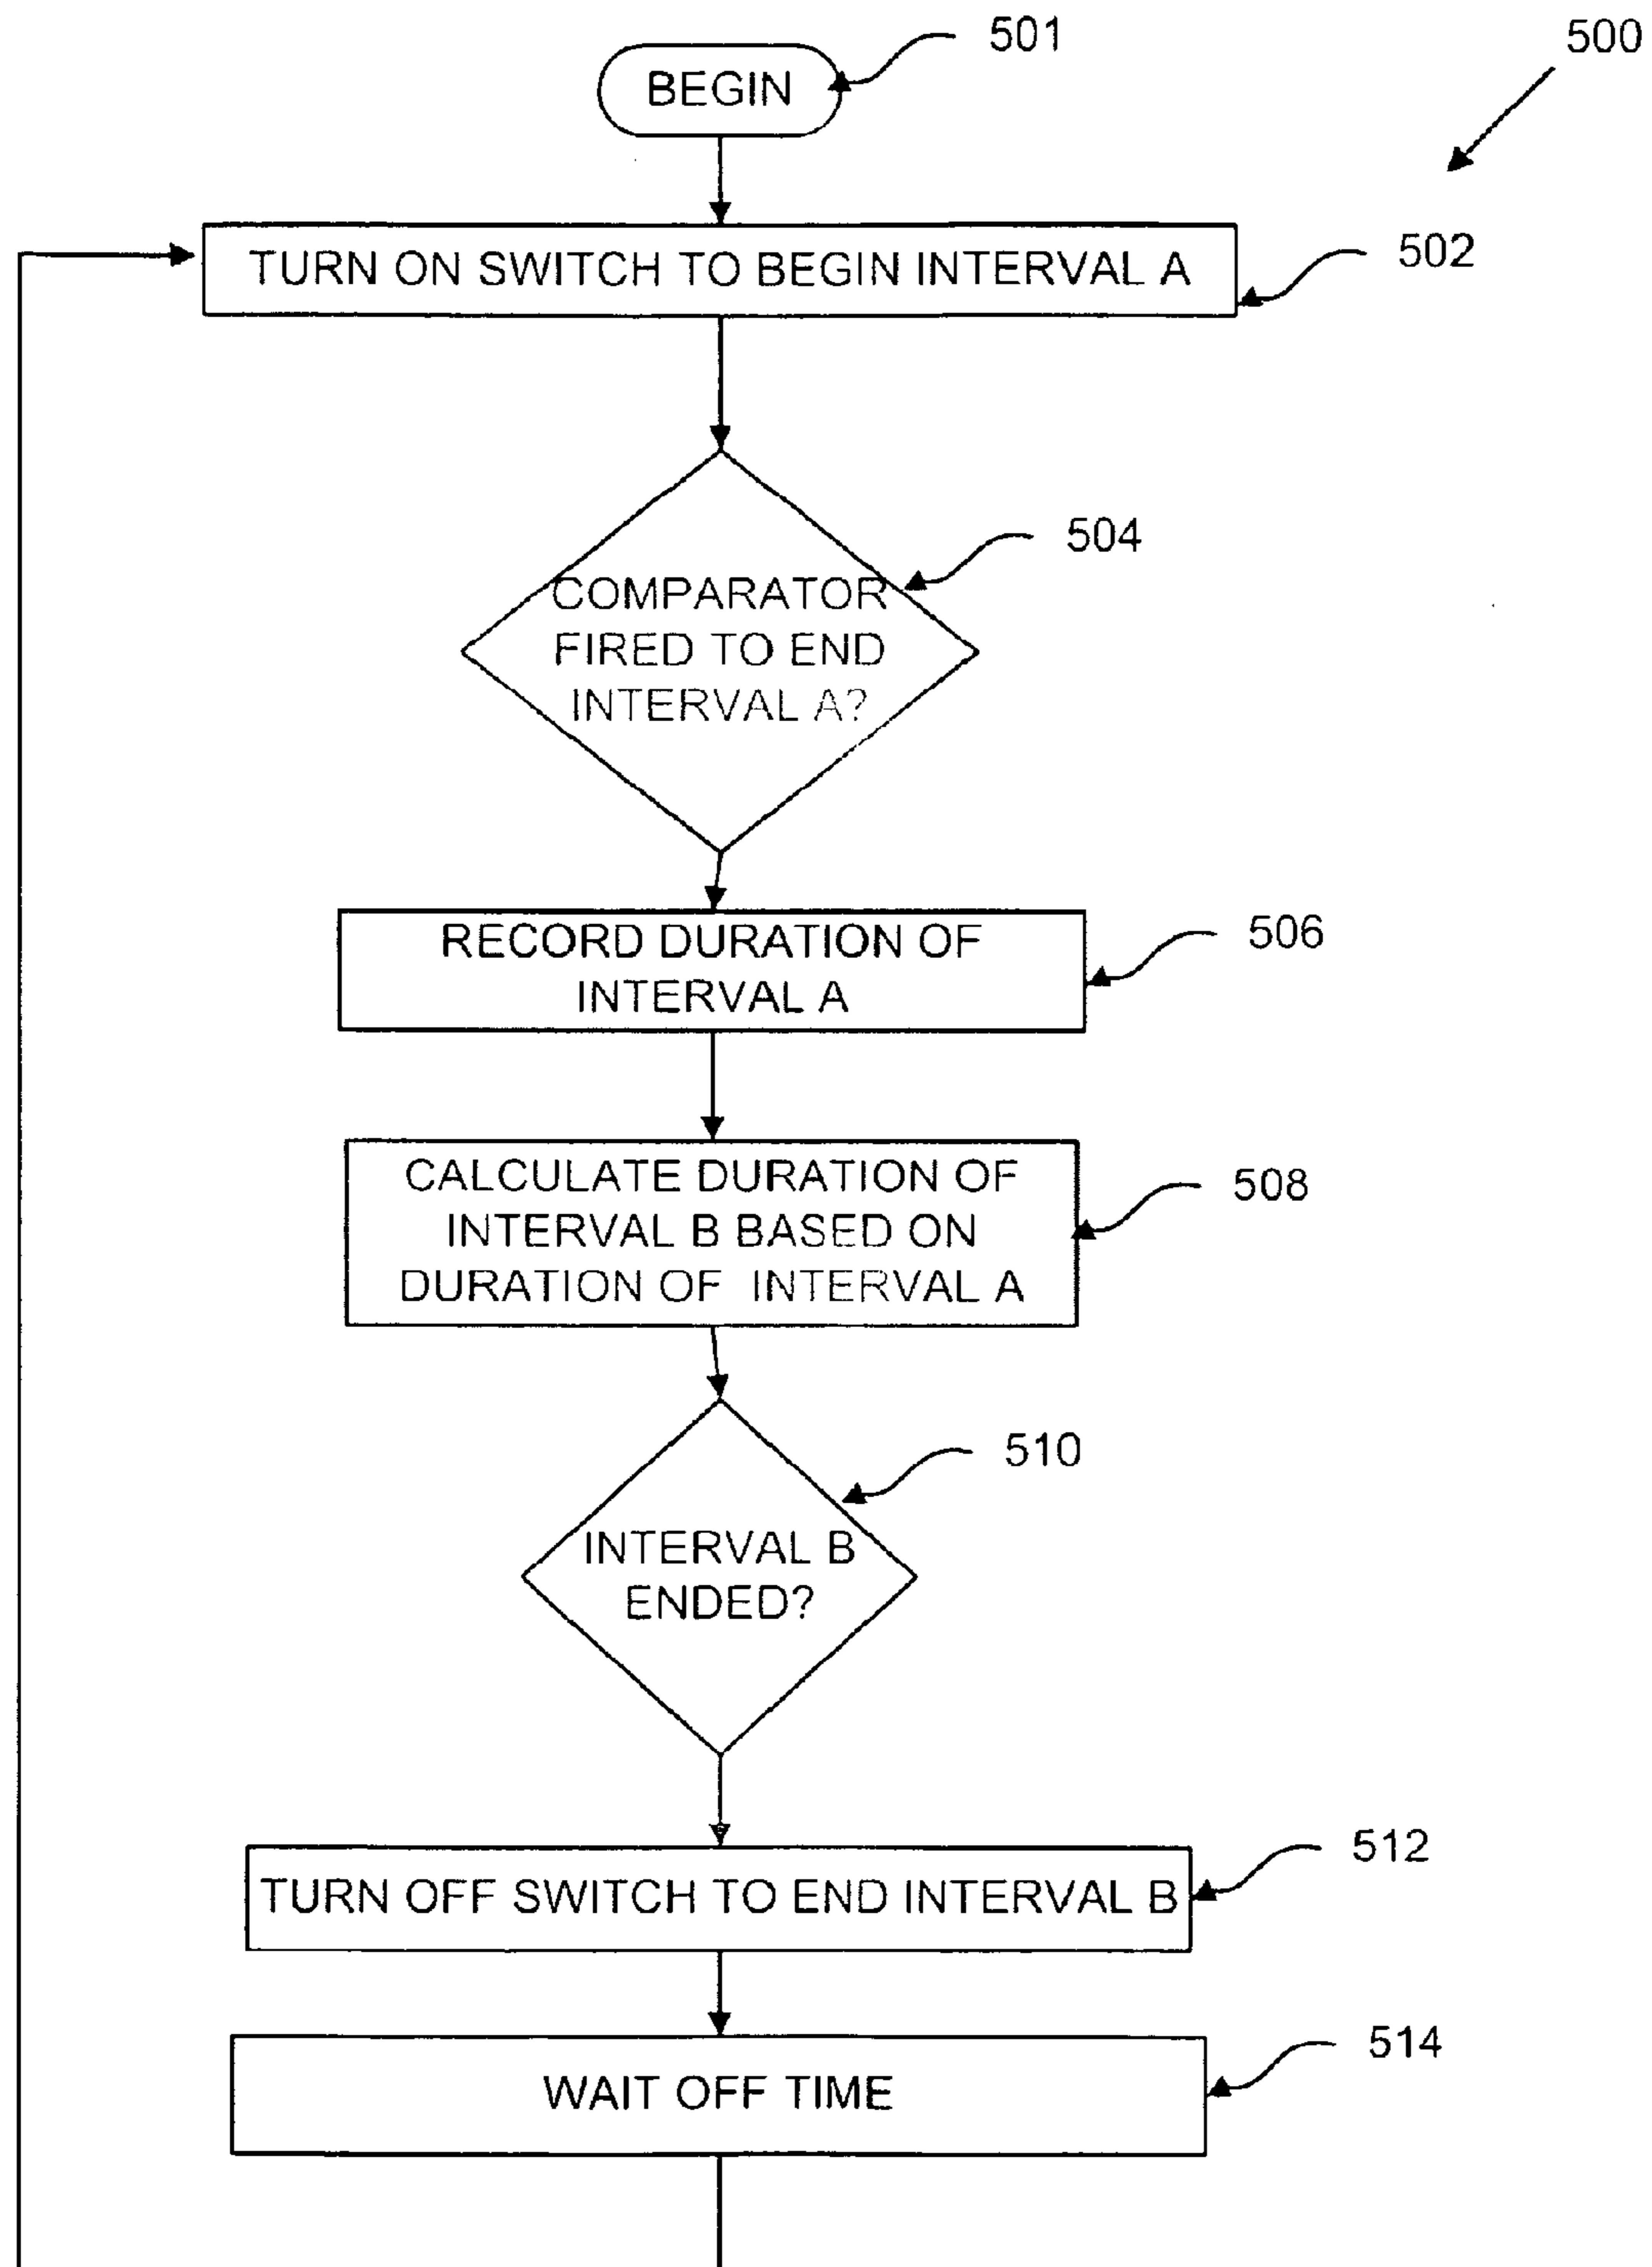 501
500
BEGIN
502
TURN ON SWITCH TO BEGIN INTERVAL A
504
COMPARATOR
FIRED TO END
INTERVAL A?
506
RECORD DURATION OF
INTERVAL A
508
CALCULATE DURATION OF
INTERVAL B BASED ON
DURATION OF INTERVAL A
510
INTERVAL B
ENDED?
512
TURN OFF SWITCH TO END INTERVAL B
514
WAIT OFF TIME